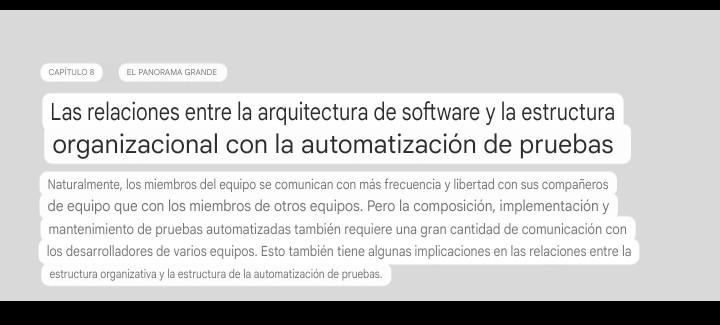 CAPÍTULO 8
EL PANORAMA GRANDE
Las relaciones entre la arquitectura de software y la estructura
organizacional con la automatización de pruebas
Naturalmente, los miembros del equipo se comunican con más frecuencia y libertad con sus compañeros
de equipo que con los miembros de otros equipos. Pero la composición, implementación y
mantenimiento de pruebas automatizadas también requiere una gran cantidad de comunicación con
los desarrolladores de varios equipos. Esto también tiene algunas implicaciones en las relaciones entre la
estructura organizativa y la estructura de la automatización de pruebas.